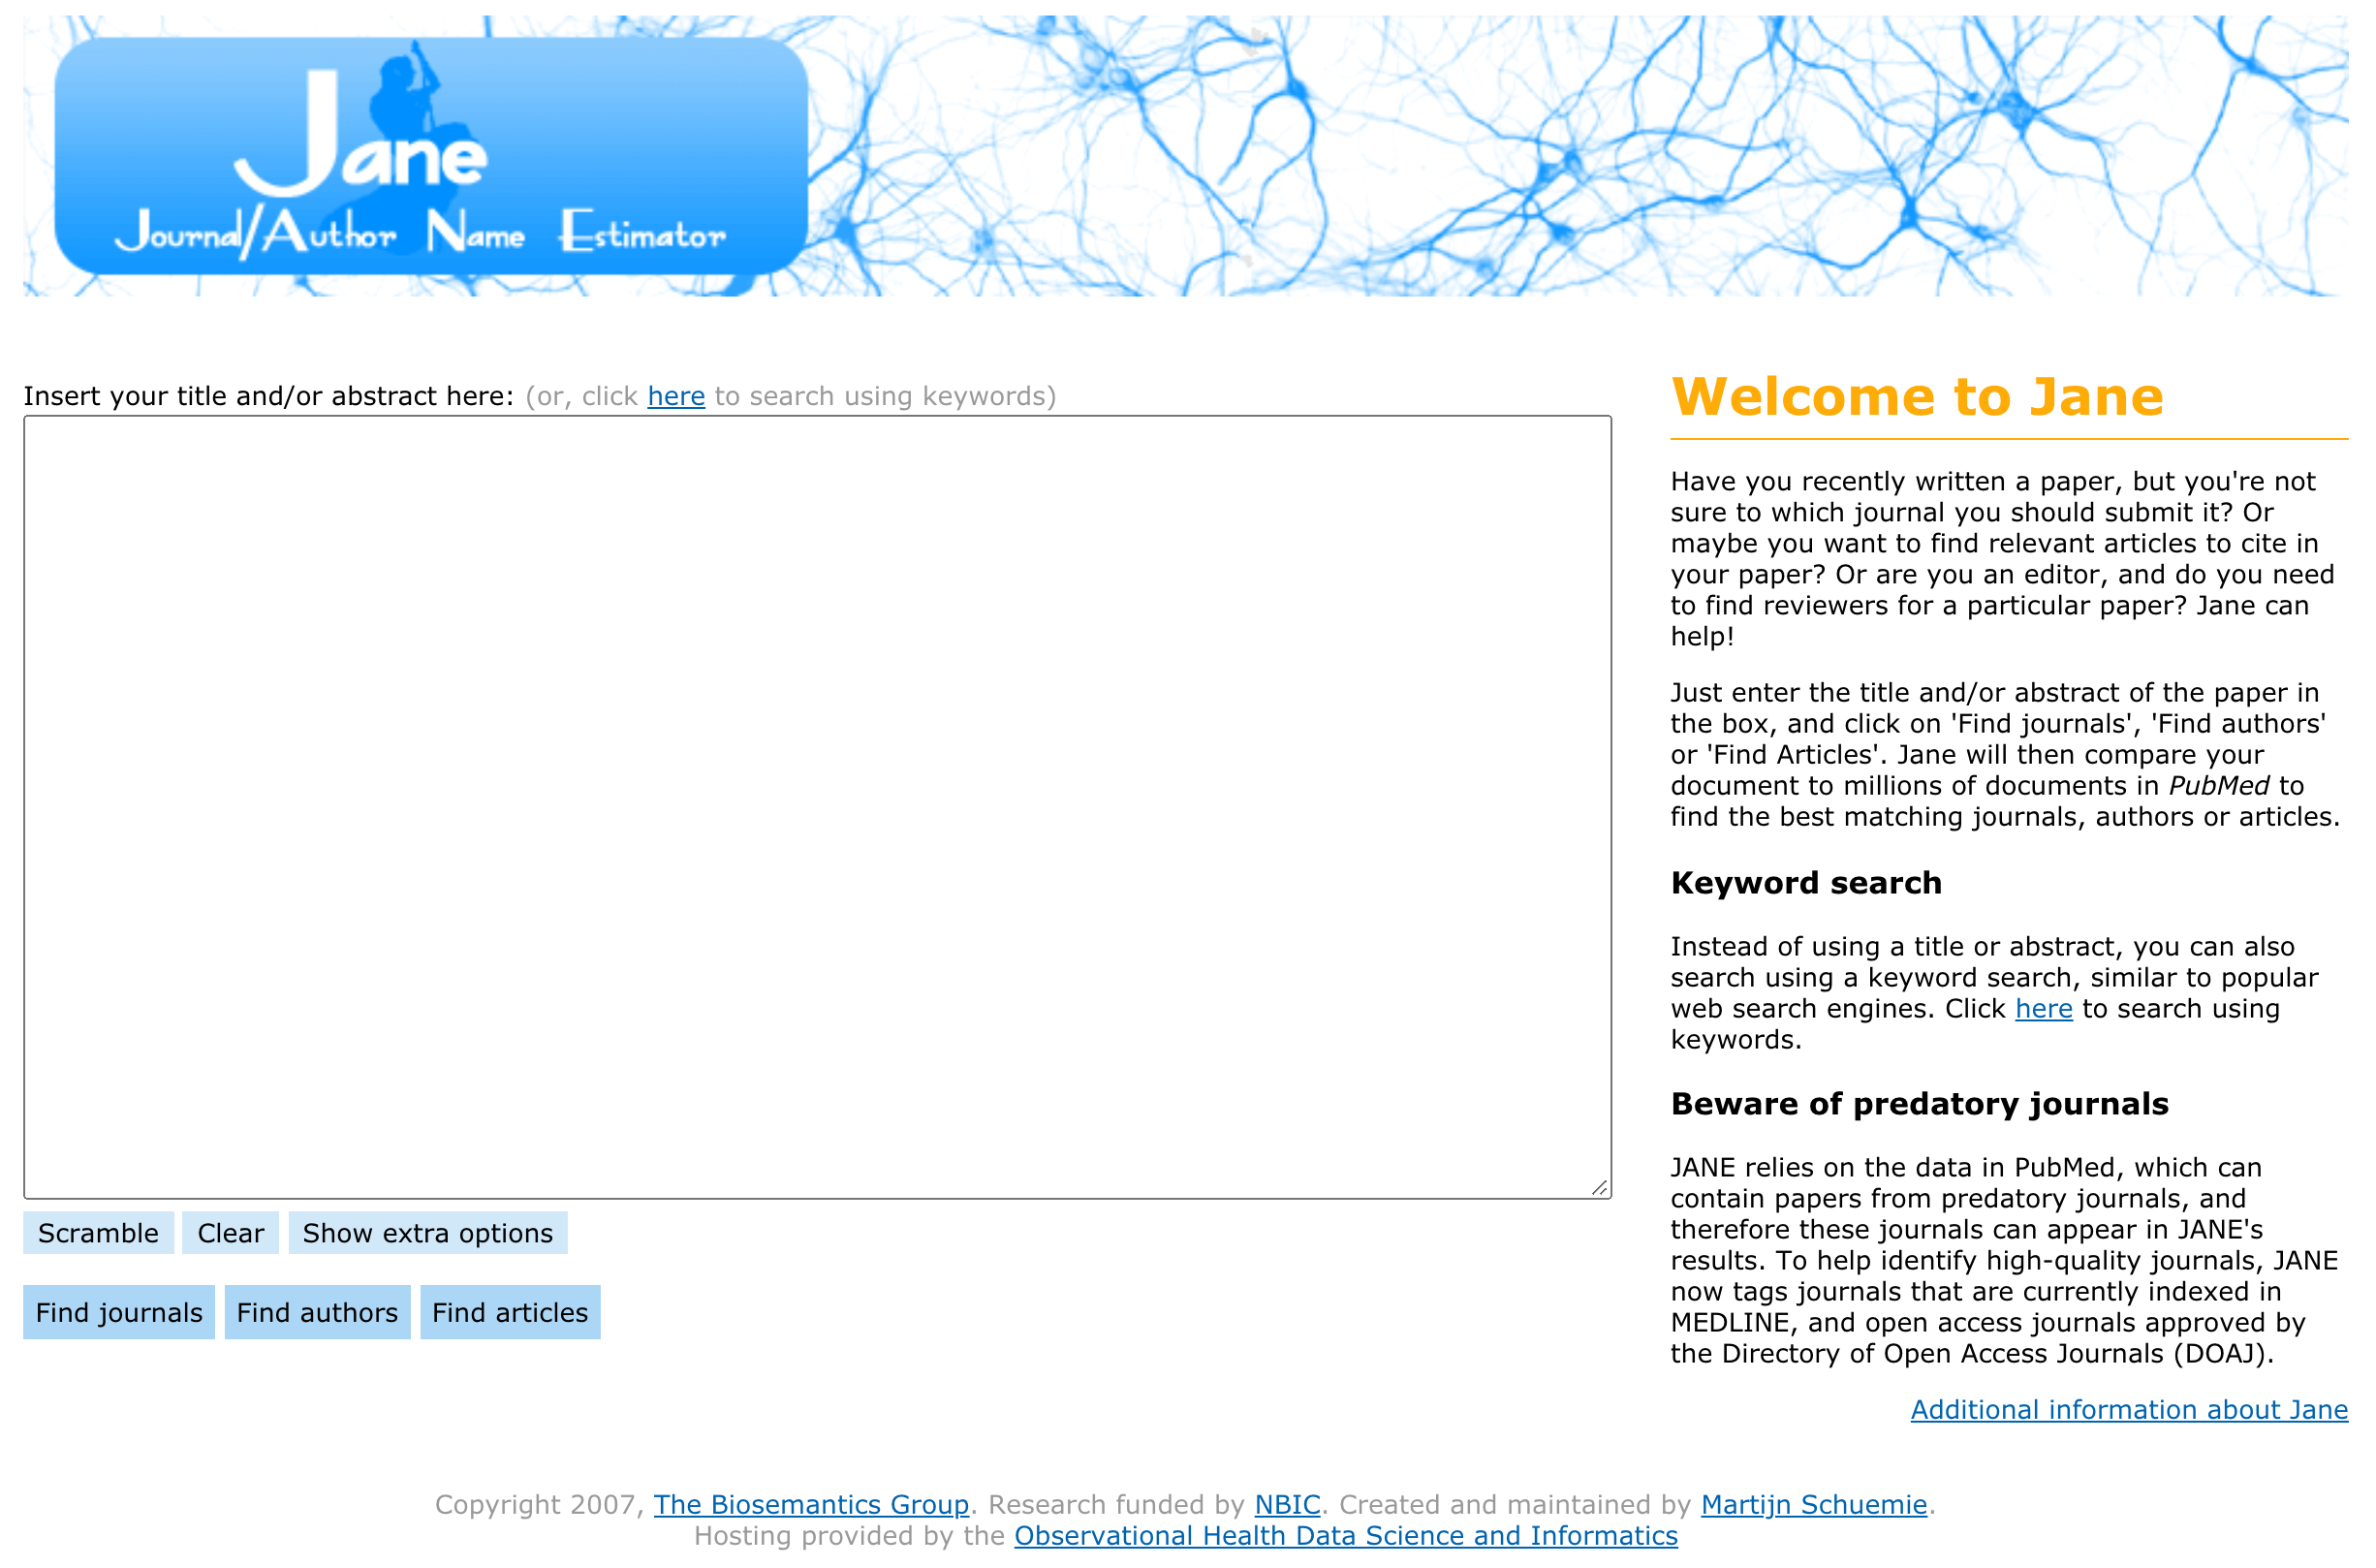 Jane
Journal/Author Name Estimator
Insert your title and/or abstract here: (or, click here to search using keywords)
Scramble Clear Show extra options
Find journals Find authors Find articles
Welcome to Jane
Have you recently written a paper, but you're not
sure to which journal you should submit it? Or
maybe you want to find relevant articles to cite in
your paper? Or are you an editor, and do you need
to find reviewers for a particular paper? Jane can
help!
Just enter the title and/or abstract of the paper in
the box, and click on 'Find journals', 'Find authors'
or 'Find Articles'. Jane will then compare your
document to millions of documents in PubMed to
find the best matching journals, authors or articles.
Keyword search
Instead of using a title or abstract, you can also
search using a keyword search, similar to popular
web search engines. Click here to search using
keywords.
Beware of predatory journals
JANE relies on the data in PubMed, which can
contain papers from predatory journals, and
therefore these journals can appear in JANE's
results. To help identify high-quality journals, JANE
now tags journals that are currently indexed in
MEDLINE, and open access journals approved by
the Directory of Open Access Journals (DOAJ).
Additional information about Jane
Copyright 2007, The Biosemantics Group. Research funded by NBIC. Created and maintained by Martijn Schuemie.
Hosting provided by the Observational Health Data Science and Informatics